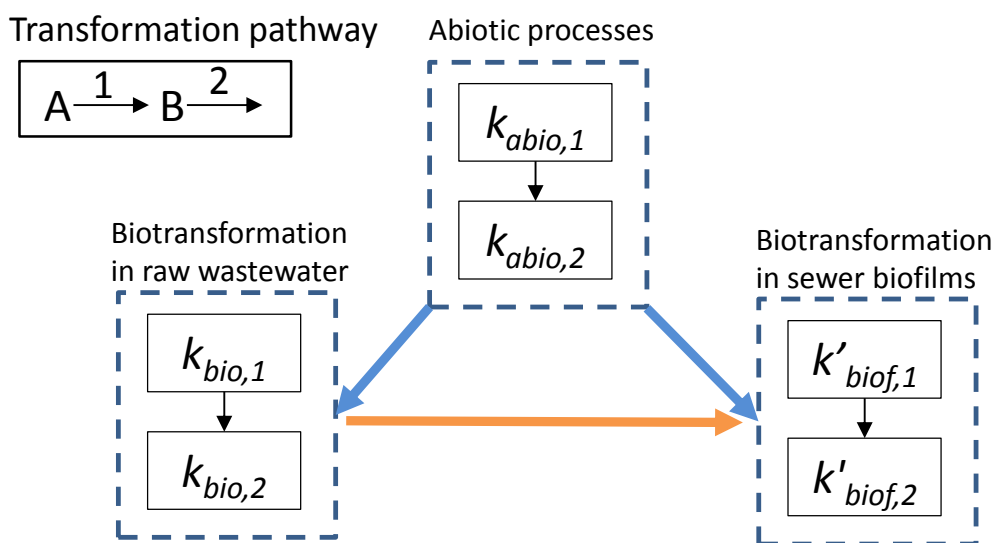 Transformation pathway
A 1 B 2
Abiotic processes
k abio,1
k abio,2
Biotransformation
in raw wastewater
k bio,1
k bio,2
Biotransformation
in sewer biofilms
k’ biof,1
k' biof,2